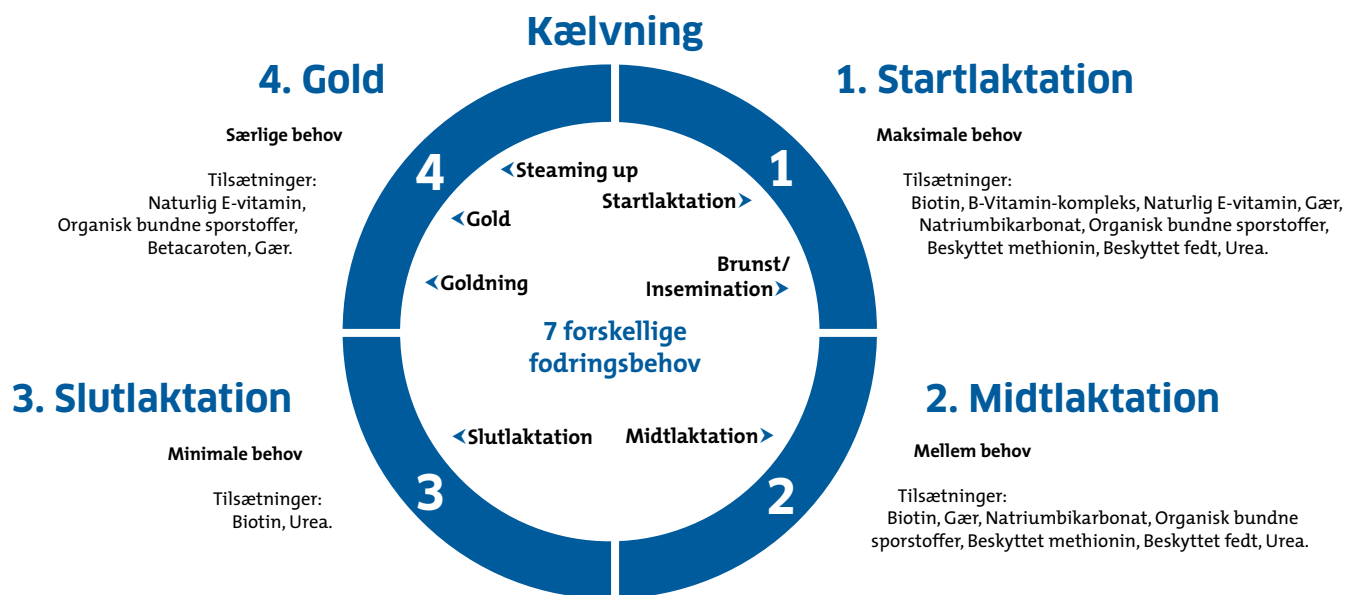 Kælvning
4. Gold
Særlige behov
Tilsætninger:
Naturlig E-vitamin,
Organisk bundne sporstoffer,
Betacaroten, Gær.
1. Startlaktation
Maksimale behov
Tilsætninger:
Biotin, B-Vitamin-kompleks, Naturlig E-vitamin, Gær,
Natriumbikarbonat, Organisk bundne sporstoffer,
Beskyttet methionin, Beskyttet fedt, Urea.
4
1
Steaming up
Startlaktation
Gold
Brunst/
Insemination
Goldning
7 forskellige
fodringsbehov
Slutlaktation
Midtlaktation
3
2
3. Slutlaktation
Minimale behov
Tilsætninger:
Biotin, Urea.
2. Midtlaktation
Mellem behov
Tilsætninger:
Biotin, Gær, Natriumbikarbonat, Organisk bundne
sporstoffer, Beskyttet methionin, Beskyttet fedt, Urea.